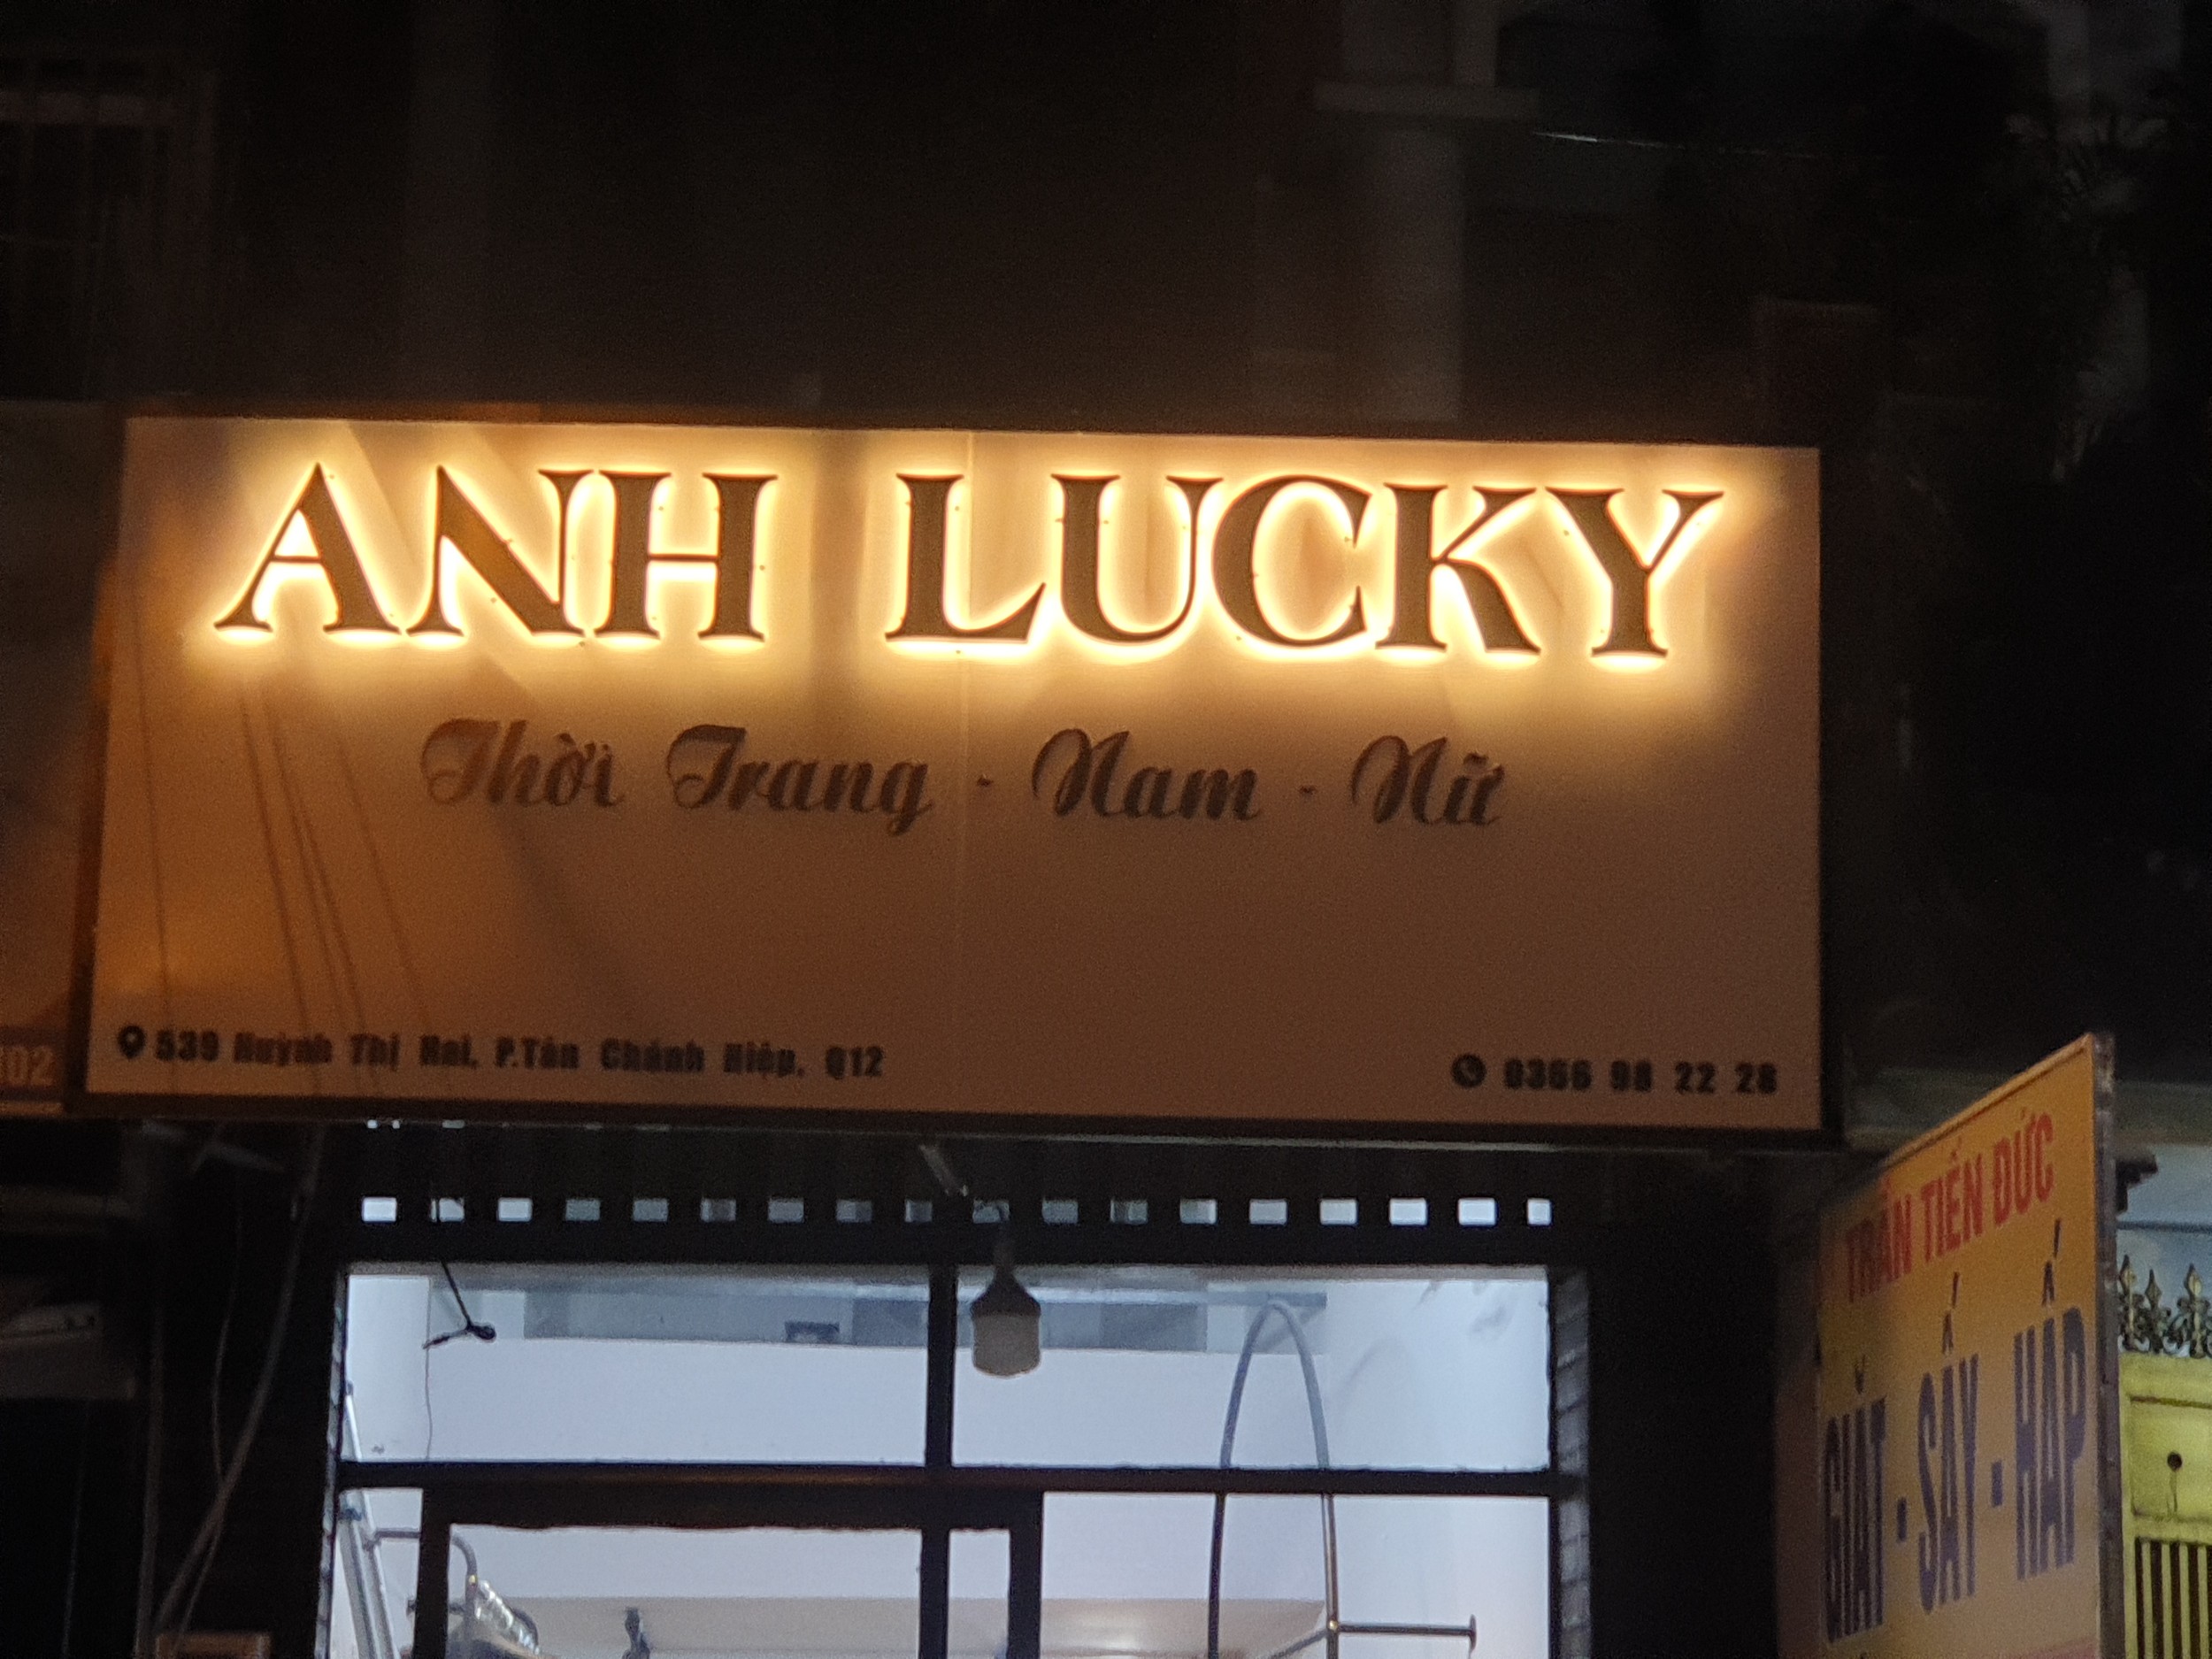 ANH LUCKY
Thời Trang - Nam - Nữ
539 Huỳnh Thị Hai, P.Tân Chánh Hiệp, Q12
0366 98 22 28
102
TRẦN TIẾN ĐỨC
GIẶT - SẤY - HẤP